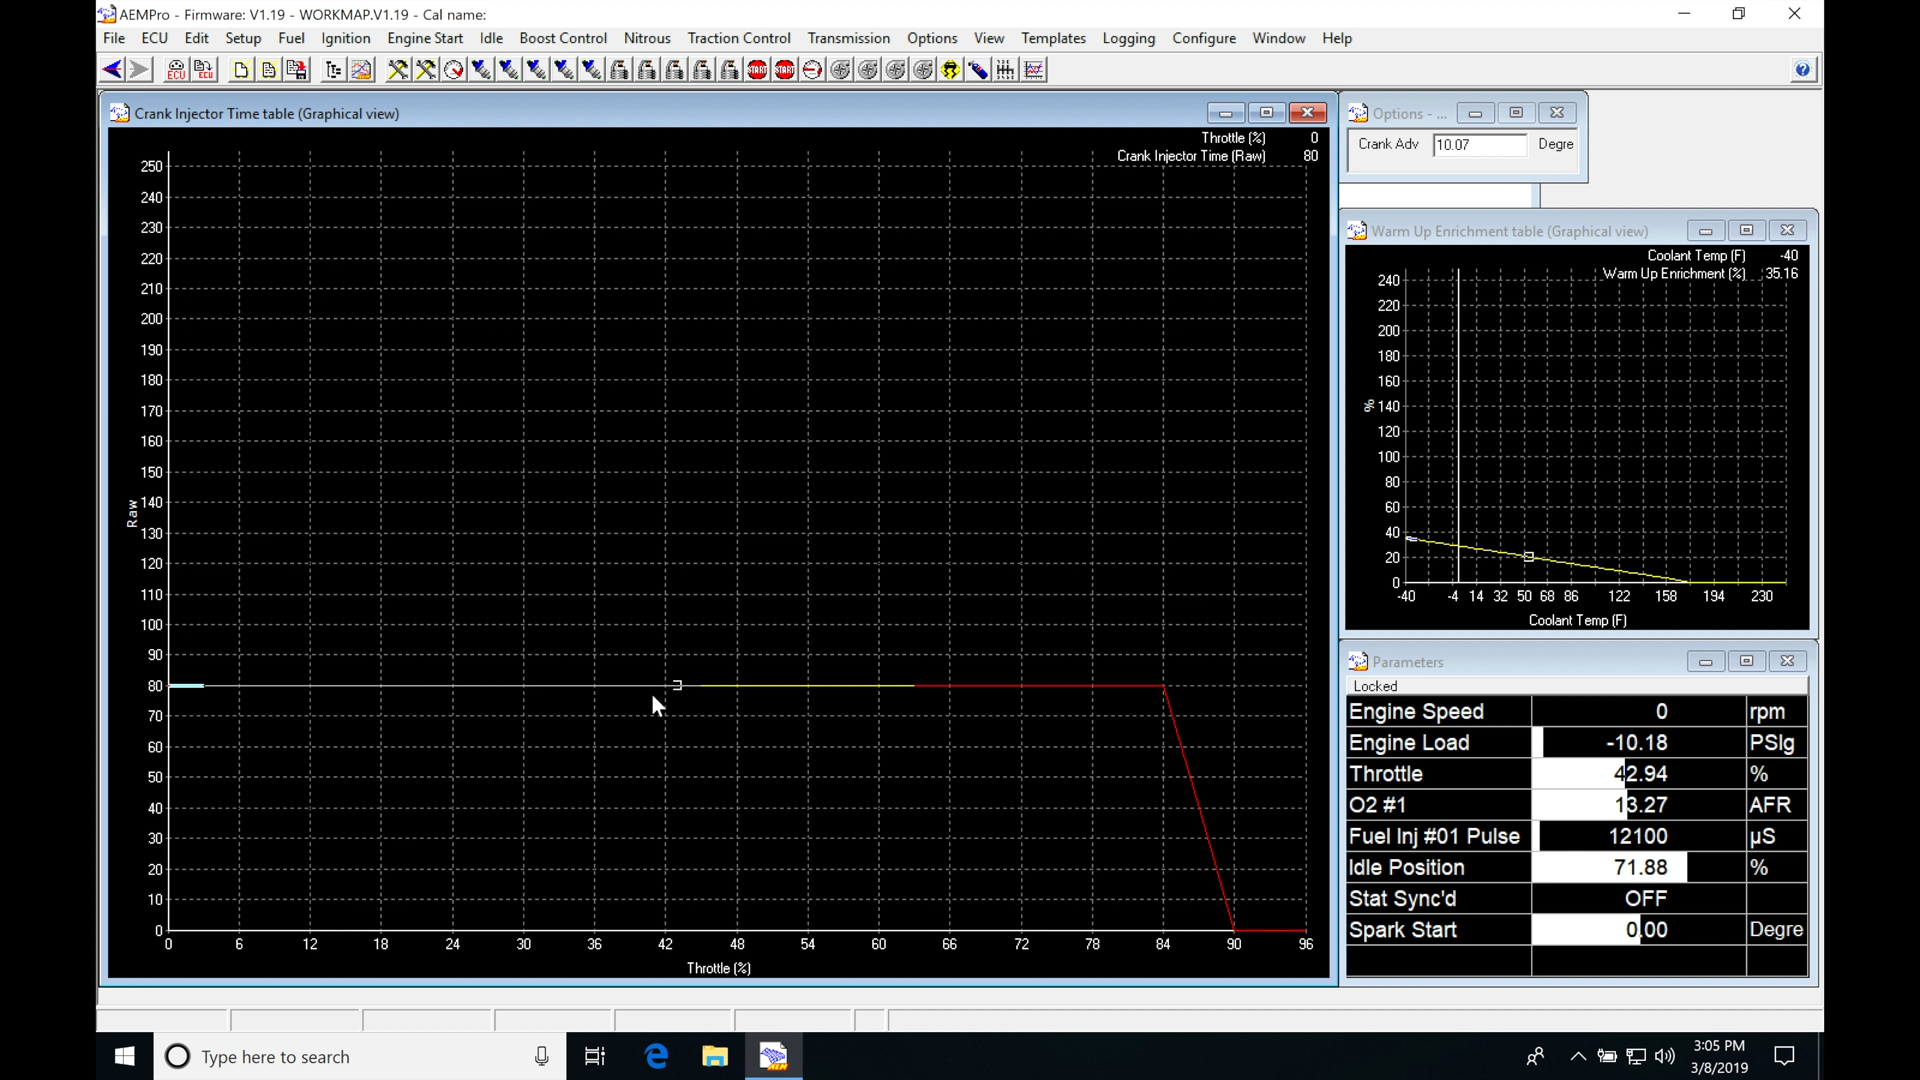 AEMPro - Firmware: V1.19 - WORKMAP.V1.19 - Cal name:
File ECU Edit Setup Fuel Ignition Engine Start Idle Boost Control Nitrous Traction Control Transmission Options View Templates Logging Configure Window Help
ECU ECU START START
Crank Injector Time table (Graphical view)
Throttle (%) 0
Crank Injector Time (Raw) 80
250
240
230
220
210
200
190
180
170
160
150
140
130
120
110
100
90
80
70
60
50
40
30
20
10
0
Raw
0 6 12 18 24 30 36 42 48 54 60 66 72 78 84 90 96
Throttle (%)
Options - ...
Crank Adv 10.07 Degre
Warm Up Enrichment table (Graphical view)
Coolant Temp (F) -40
Warm Up Enrichment (%) 35.16
240
220
200
180
160
140
120
100
80
60
40
20
0
%
-40 -4 14 32 50 68 86 122 158 194 230
Coolant Temp (F)
Parameters
Locked
Engine Speed 0 rpm
Engine Load -10.18 PSIg
Throttle 42.94 %
O2 #1 13.27 AFR
Fuel Inj #01 Pulse 12100 µS
Idle Position 71.88 %
Stat Sync'd OFF
Spark Start 0.00 Degre
Type here to search
AEM
3:05 PM
3/8/2019